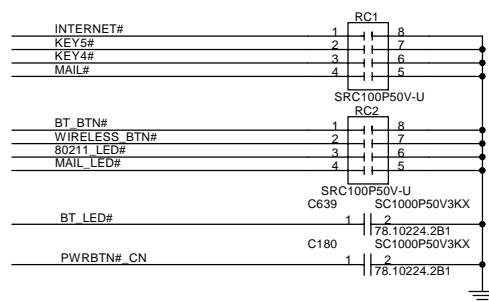 RC1
INTERNET# 1 8
KEY5# 2 7
KEY4# 3 6
MAIL# 4 5
SRC100P50V-U
RC2
BT_BTN# 1 8
WIRELESS_BTN# 2 7
80211_LED# 3 6
MAIL_LED# 4 5
SRC100P50V-U
C639 SC1000P50V3KX
BT_LED# 1 2
78.10224.2B1
C180 SC1000P50V3KX
PWRBTN#_CN 1 2
78.10224.2B1